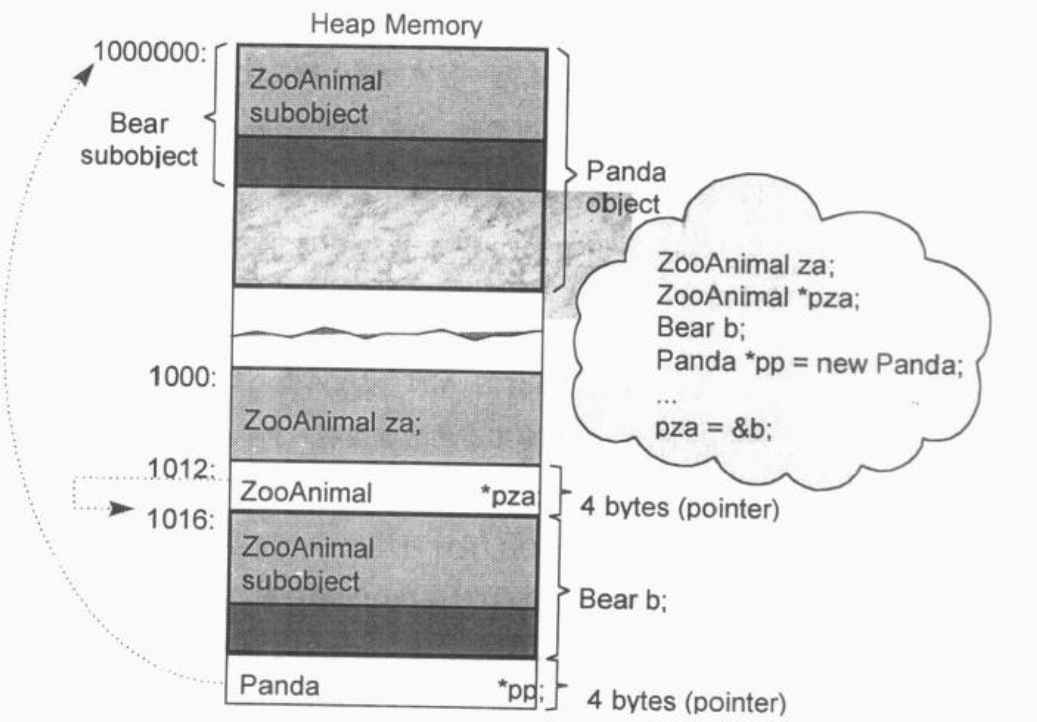 Heap Memory
1000000:
ZooAnimal
subobject
Bear
subobject
Panda
object
ZooAnimal za;
ZooAnimal *pza;
Bear b;
Panda *pp = new Panda;
...
pza = &b;
1000:
ZooAnimal za;
1012:
ZooAnimal *pza
4 bytes (pointer)
1016:
ZooAnimal
subobject
Bear b;
Panda *pp;
4 bytes (pointer)